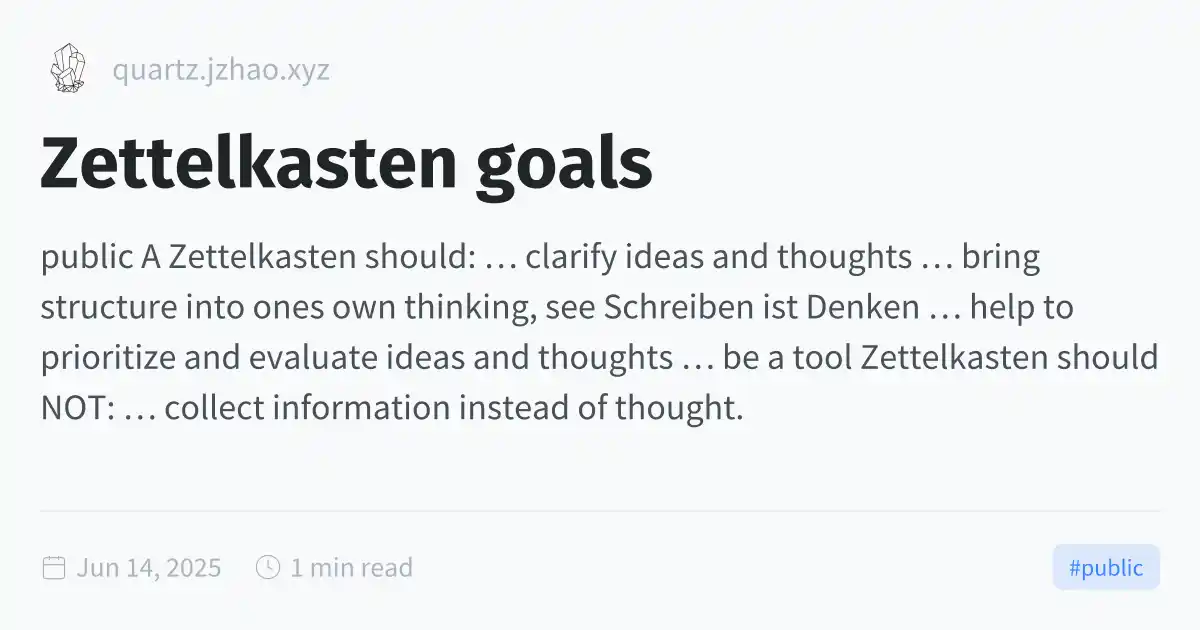 quartz.jzhao.xyz
Zettelkasten goals
public A Zettelkasten should: … clarify ideas and thoughts … bring
structure into ones own thinking, see Schreiben ist Denken … help to
prioritize and evaluate ideas and thoughts … be a tool Zettelkasten should
NOT: … collect information instead of thought.
Jun 14, 2025 1 min read #public